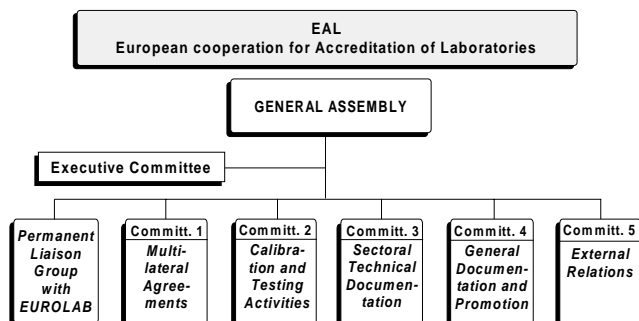 EAL
European cooperation for Accreditation of Laboratories
GENERAL ASSEMBLY
Executive Committee
Permanent
Liaison
Group
with
EUROLAB
Committ. 1
Multi-
lateral
Agree-
ments
Committ. 2
Calibra-
tion and
Testing
Activities
Committ. 3
Sectoral
Technical
Documen-
tation
Committ. 4
General
Documen-
tation and
Promotion
Committ. 5
External
Relations